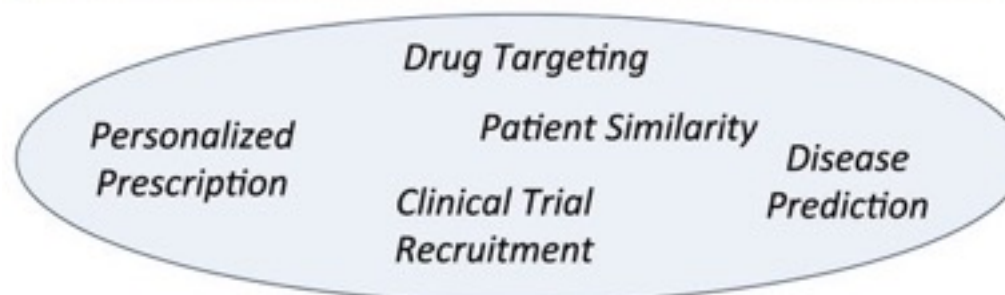 Drug Targeting
Personalized
Prescription
Patient Similarity
Disease
Prediction
Clinical Trial
Recruitment